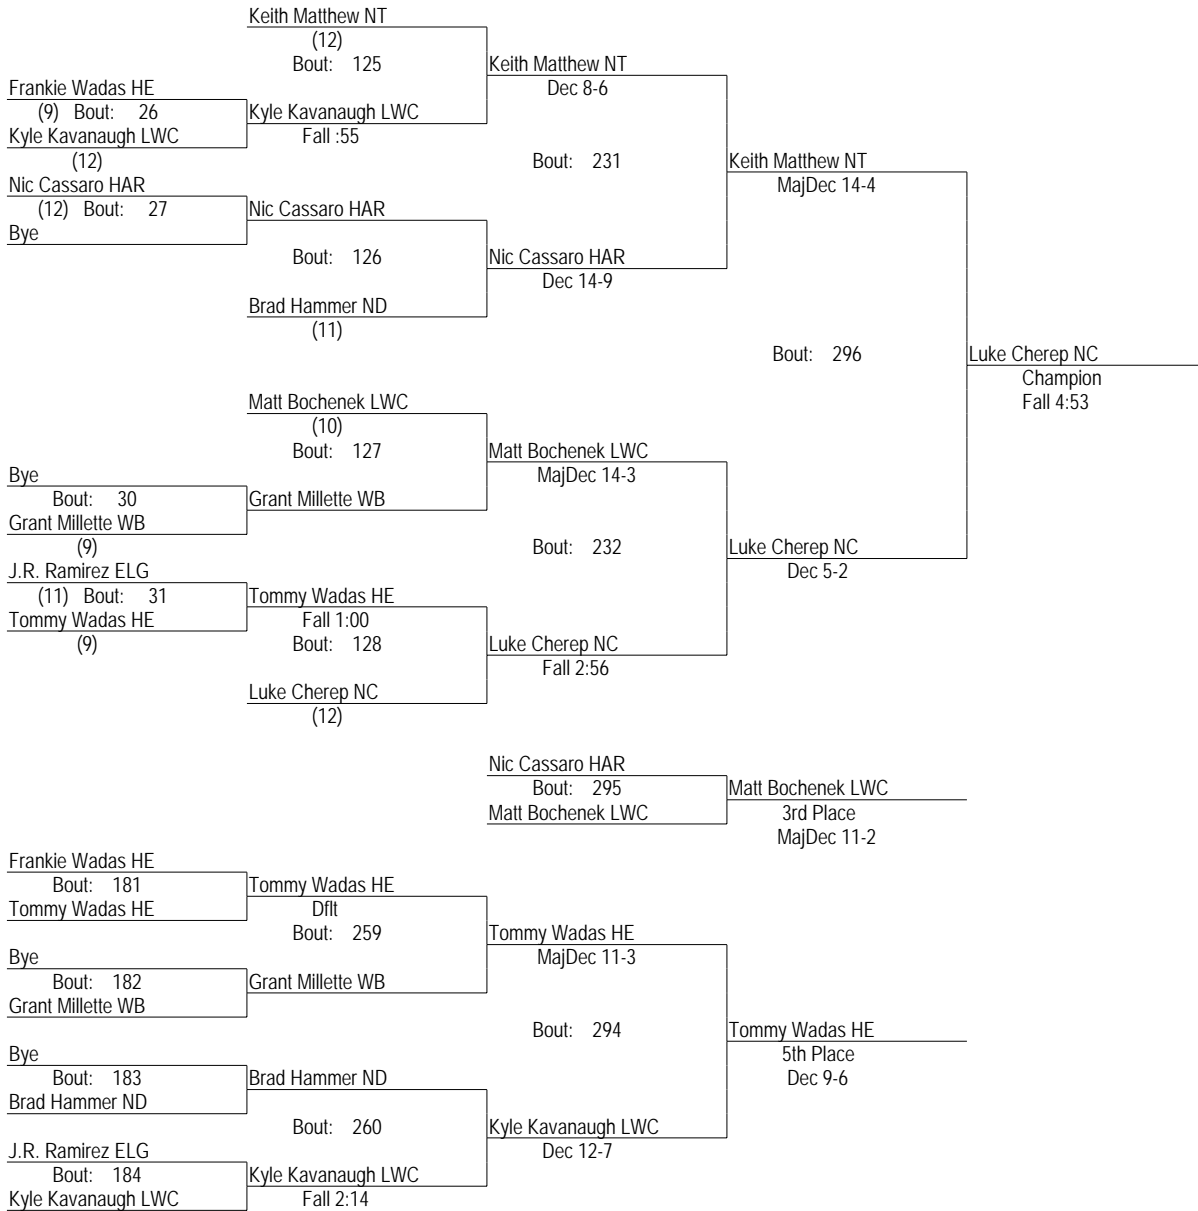 Keith Matthew NT
(12)
Bout: 125
Keith Matthew NT
Dec 8-6
Frankie Wadas HE
(9) Bout: 26
Kyle Kavanaugh LWC
Fall :55
Kyle Kavanaugh LWC
(12)
Bout: 231
Keith Matthew NT
MajDec 14-4
Nic Cassaro HAR
(12) Bout: 27
Nic Cassaro HAR
Bye
Bout: 126
Nic Cassaro HAR
Dec 14-9
Brad Hammer ND
(11)
Bout: 296
Luke Cherep NC
Champion
Fall 4:53
Matt Bochenek LWC
(10)
Bout: 127
Matt Bochenek LWC
MajDec 14-3
Bye
Bout: 30
Grant Millette WB
Grant Millette WB
(9)
Bout: 232
Luke Cherep NC
Dec 5-2
J.R. Ramirez ELG
(11) Bout: 31
Tommy Wadas HE
Fall 1:00
Tommy Wadas HE
(9)
Bout: 128
Luke Cherep NC
Fall 2:56
Luke Cherep NC
(12)
Nic Cassaro HAR
Bout: 295
Matt Bochenek LWC
Matt Bochenek LWC
3rd Place
MajDec 11-2
Frankie Wadas HE
Bout: 181
Tommy Wadas HE
Tommy Wadas HE
Dflt
Bout: 259
Tommy Wadas HE
MajDec 11-3
Bye
Bout: 182
Grant Millette WB
Grant Millette WB
Bout: 294
Tommy Wadas HE
5th Place
Dec 9-6
Bye
Bout: 183
Brad Hammer ND
Brad Hammer ND
Bout: 260
Kyle Kavanaugh LWC
Dec 12-7
J.R. Ramirez ELG
Bout: 184
Kyle Kavanaugh LWC
Kyle Kavanaugh LWC
Fall 2:14